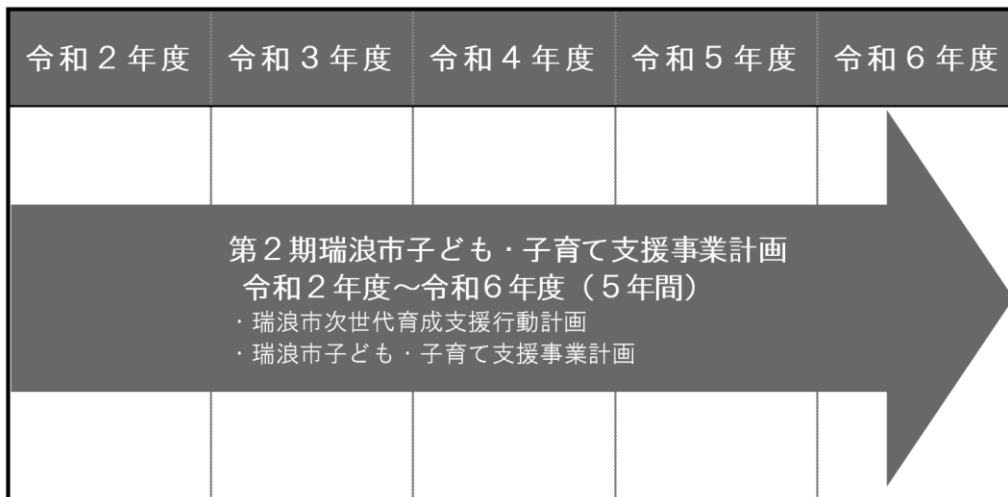 令和２年度 令和３年度 令和４年度 令和５年度 令和６年度
第２期瑞浪市子ども・子育て支援事業計画
令和２年度～令和６年度（５年間）
・瑞浪市次世代育成支援行動計画
・瑞浪市子ども・子育て支援事業計画